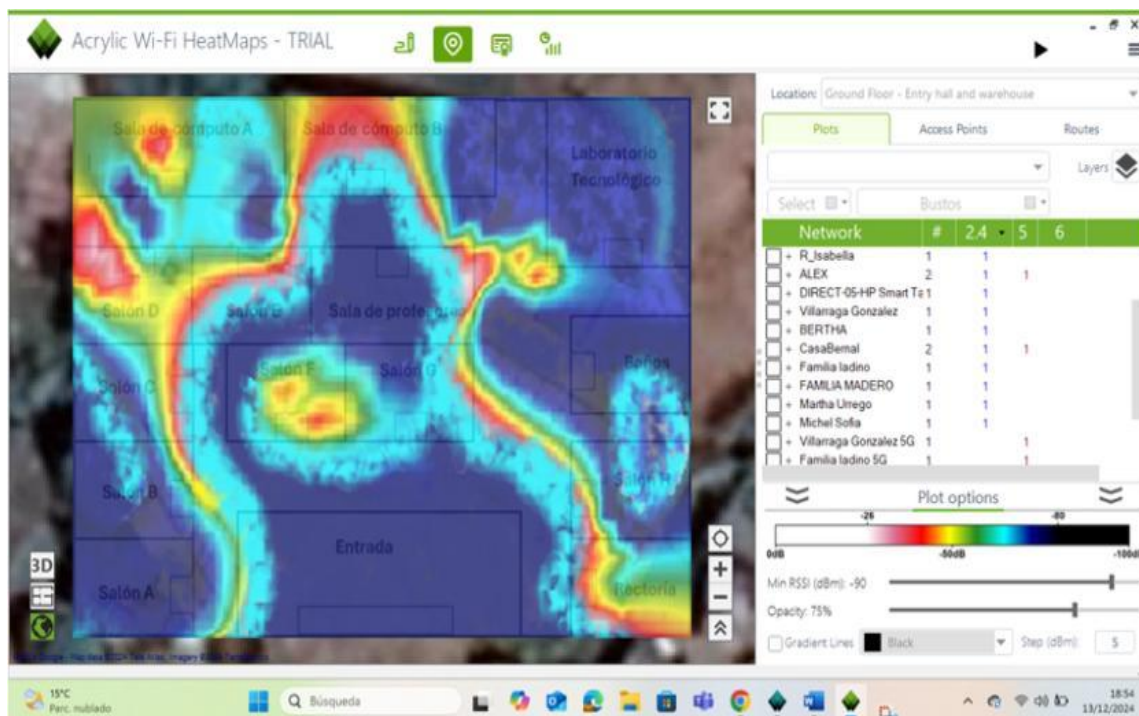 Acrylic Wi-Fi HeatMaps - TRIAL
Location: Ground Floor - Entry hall and warehouse
Plots Access Points Routes
Layers
Select Bustos
Network # 2.4 5 6
+ R_Isabella 1 1
+ ALEX 2 1 1
+ DIRECT-05-HP Smart Ta 1 1
+ Villarraga Gonzalez 1 1
+ BERTHA 1 1
+ CasaBernal 2 1 1
+ Familia ladino 1 1
+ FAMILIA MADERO 1 1
+ Martha Urrego 1 1
+ Michel Sofia 1 1
+ Villarraga Gonzalez 5G 1 1
+ Familia ladino 5G 1 1
Plot options
-26 -80
0dB -50dB -100d
Min RSSI (dBm): -90
Opacity: 75%
Gradient Lines Black Step (dBm): 5
Sala de cómputo A
Sala de cómputo B
Laboratorio
Tecnológico
Salón D
Salón E
Sala de profesores
Salón C
Salón F
Salón G
Baños
Salón B
Salón H
Entrada
Salón A
Rectoría
3D
15°C
Parc. nublado
Búsqueda
18:54
13/12/2024